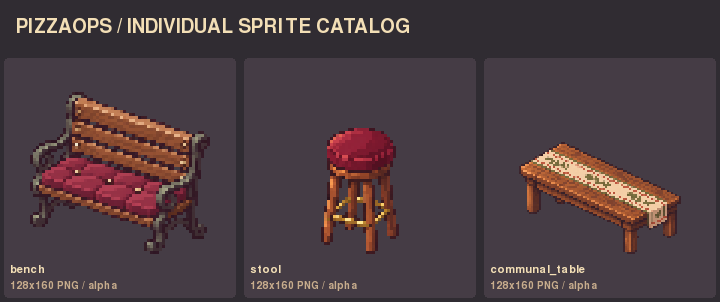 PIZZAOPS / INDIVIDUAL SPRITE CATALOG
bench
128x160 PNG / alpha
stool
128x160 PNG / alpha
communal_table
128x160 PNG / alpha